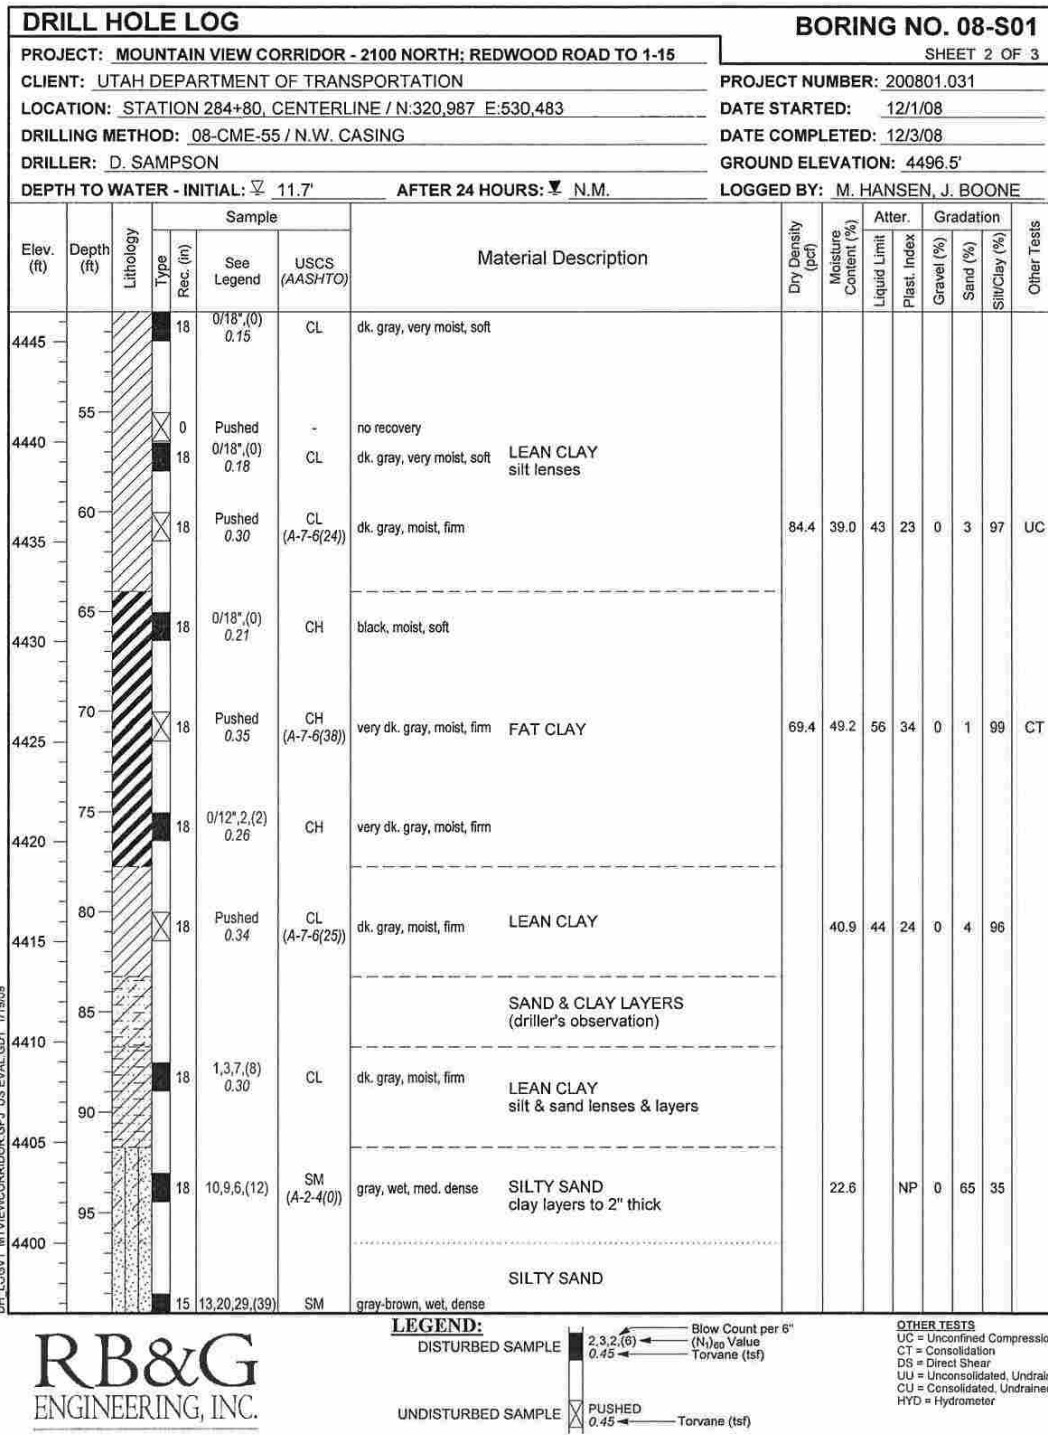 DRILL HOLE LOG
BORING NO. 08-S01
PROJECT: MOUNTAIN VIEW CORRIDOR - 2100 NORTH; REDWOOD ROAD TO 1-15
SHEET 2 OF 3
CLIENT: UTAH DEPARTMENT OF TRANSPORTATION
PROJECT NUMBER: 200801.031
LOCATION: STATION 284+80, CENTERLINE / N:320,987 E:530,483
DATE STARTED: 12/1/08
DRILLING METHOD: 08-CME-55 / N.W. CASING
DATE COMPLETED: 12/3/08
DRILLER: D. SAMPSON
GROUND ELEVATION: 4496.5'
DEPTH TO WATER - INITIAL: 11.7' AFTER 24 HOURS: N.M.
LOGGED BY: M. HANSEN, J. BOONE
Elev. (ft) Depth (ft) Lithology Sample Type Rec. (in) See Legend USCS (AASHTO) Material Description Dry Density (pcf) Moisture Content (%) Atter. Liquid Limit Plast. Index Gradation Gravel (%) Sand (%) Silt/Clay (%) Other Tests
18 0/18",(0) CL dk. gray, very moist, soft
0.15
4445
55
0 Pushed - no recovery
4440
18 0/18",(0) CL dk. gray, very moist, soft LEAN CLAY
0.18 silt lenses
60
18 Pushed CL dk. gray, moist, firm 84.4 39.0 43 23 0 3 97 UC
0.30 (A-7-6(24))
4435
65
18 0/18",(0) CH black, moist, soft
0.21
4430
70
18 Pushed CH very dk. gray, moist, firm FAT CLAY 69.4 49.2 56 34 0 1 99 CT
0.35 (A-7-6(38))
4425
75
18 0/12",2,(2) CH very dk. gray, moist, firm
0.26
4420
80
18 Pushed CL dk. gray, moist, firm LEAN CLAY 40.9 44 24 0 4 96
0.34 (A-7-6(25))
4415
SAND & CLAY LAYERS
85
(driller's observation)
4410
18 1,3,7,(8) CL dk. gray, moist, firm
0.30
LEAN CLAY
silt & sand lenses & layers
90
4405
18 10,9,6,(12) SM gray, wet, med. dense SILTY SAND 22.6 NP 0 65 35
(A-2-4(0)) clay layers to 2" thick
95
4400
SILTY SAND
15 13,20,29,(39) SM gray-brown, wet, dense
RB&G
ENGINEERING, INC.
LEGEND:
DISTURBED SAMPLE
2,3,2,(6)
0.45
Blow Count per 6"
(N1)60 Value
Torvane (tsf)
UNDISTURBED SAMPLE
PUSHED
0.45
Torvane (tsf)
OTHER TESTS
UC = Unconfined Compressio
CT = Consolidation
DS = Direct Shear
UU = Unconsolidated, Undrai
CU = Consolidated, Undraine
HYD = Hydrometer